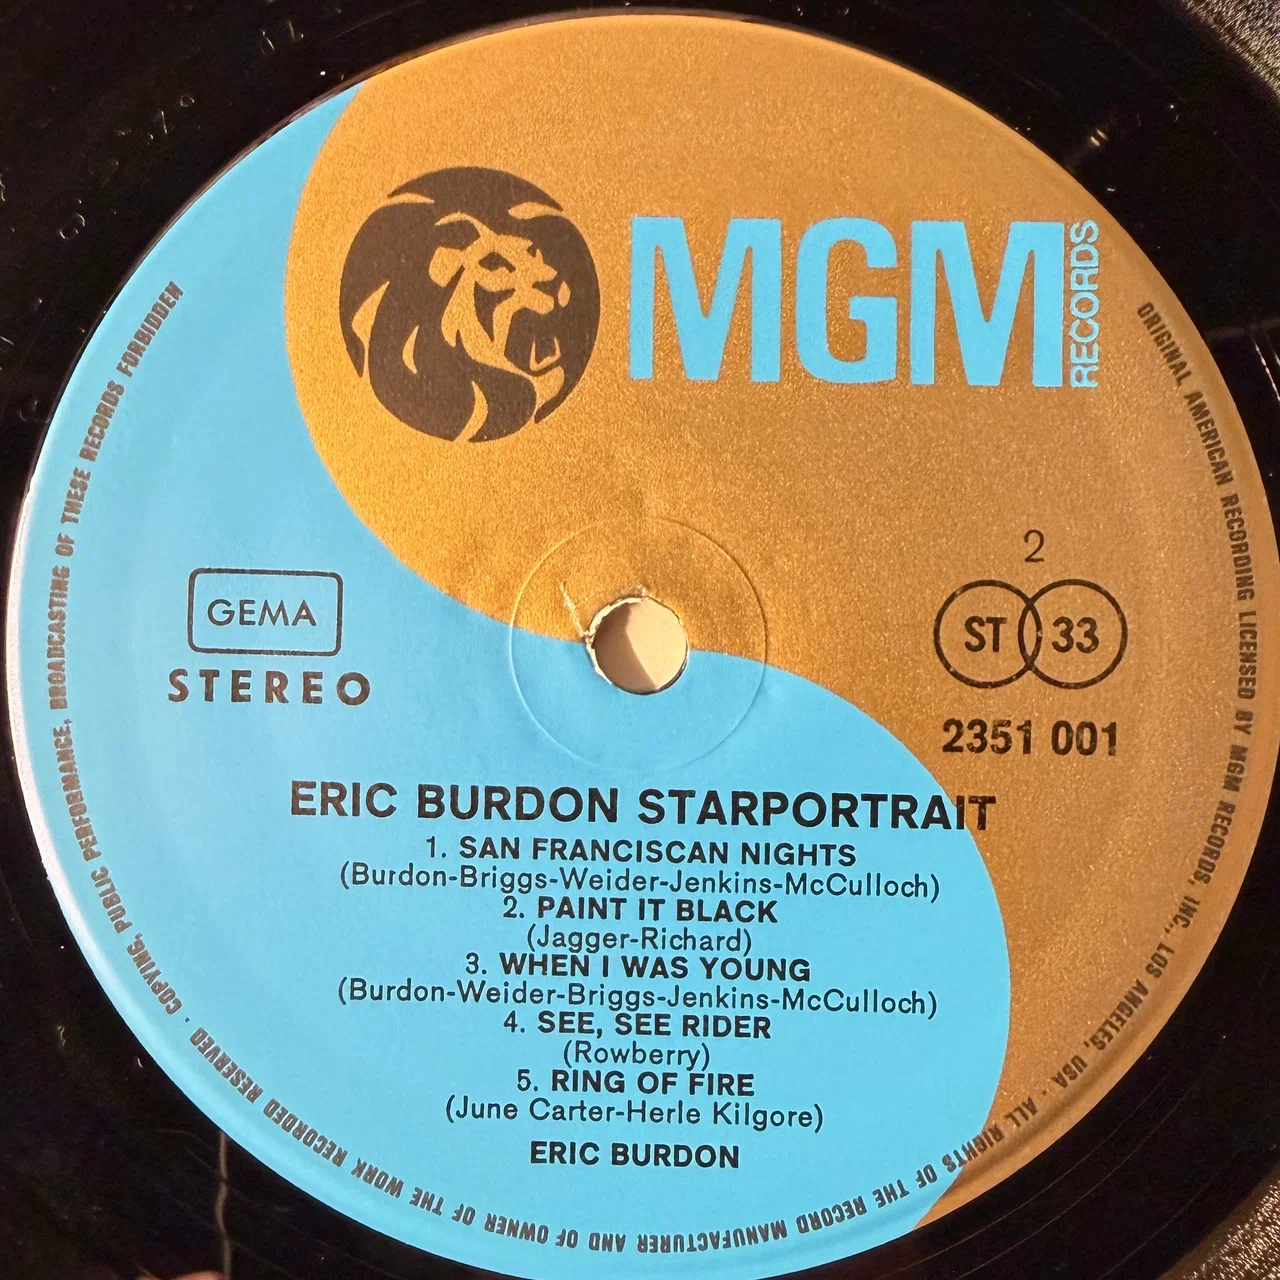 MGM
RECORDS
2
ST 33
2351 001
GEMA
STEREO
ERIC BURDON STARPORTRAIT
1. SAN FRANCISCAN NIGHTS
(Burdon-Briggs-Weider-Jenkins-McCulloch)
2. PAINT IT BLACK
(Jagger-Richard)
3. WHEN I WAS YOUNG
(Burdon-Weider-Briggs-Jenkins-McCulloch)
4. SEE, SEE RIDER
(Rowberry)
5. RING OF FIRE
(June Carter-Herle Kilgore)
ERIC BURDON
ORIGINAL AMERICAN RECORDING LICENSED BY MGM RECORDS, INC., LOS ANGELES, USA · ALL RIGHTS OF THE RECORD MANUFACTURER AND OF OWNER OF THE WORK RECORDED RESERVED · COPYING, PUBLIC PERFORMANCE, BROADCASTING OF THESE RECORDS FORBIDDEN